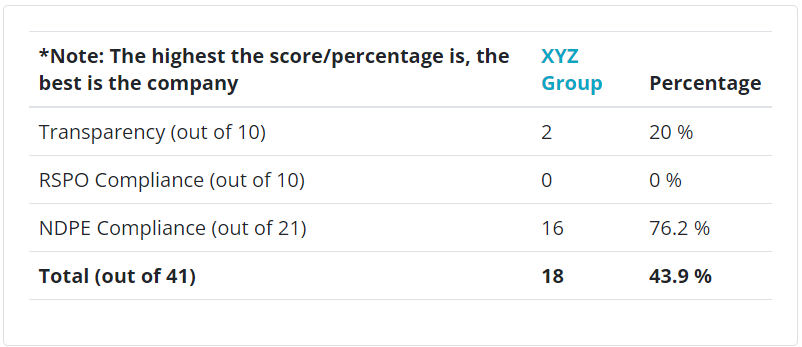 *Note: The highest the score/percentage is, the
best is the company
XYZ
Group
Percentage
Transparency (out of 10) 2 20 %
RSPO Compliance (out of 10) 0 0 %
NDPE Compliance (out of 21) 16 76.2 %
Total (out of 41) 18 43.9 %